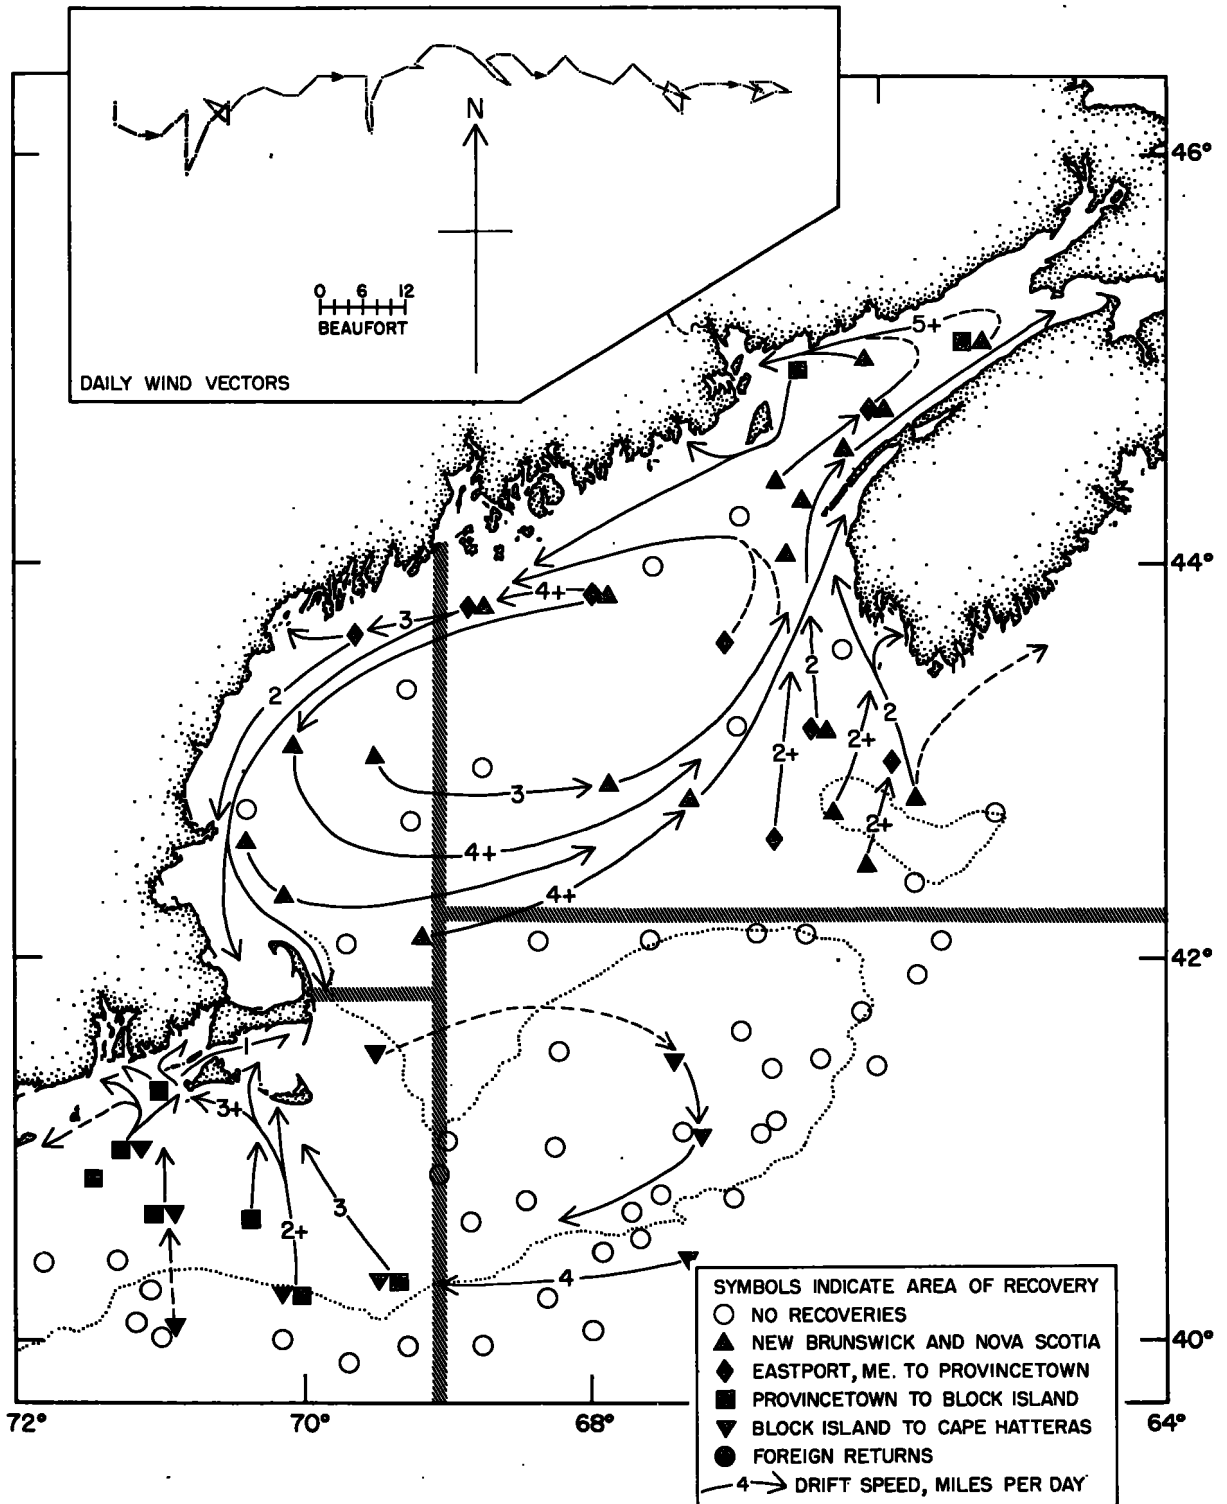 N
0 6 12
BEAUFORT
DAILY WIND VECTORS
46°
5+
44°
4+
3
2
2
2
2+
2+
3
2+
4+
4+
42°
1
3+
3
2+
4
SYMBOLS INDICATE AREA OF RECOVERY
NO RECOVERIES
NEW BRUNSWICK AND NOVA SCOTIA
EASTPORT, ME. TO PROVINCETOWN
PROVINCETOWN TO BLOCK ISLAND
BLOCK ISLAND TO CAPE HATTERAS
FOREIGN RETURNS
4 DRIFT SPEED, MILES PER DAY
40°
72° 70° 68° 64°